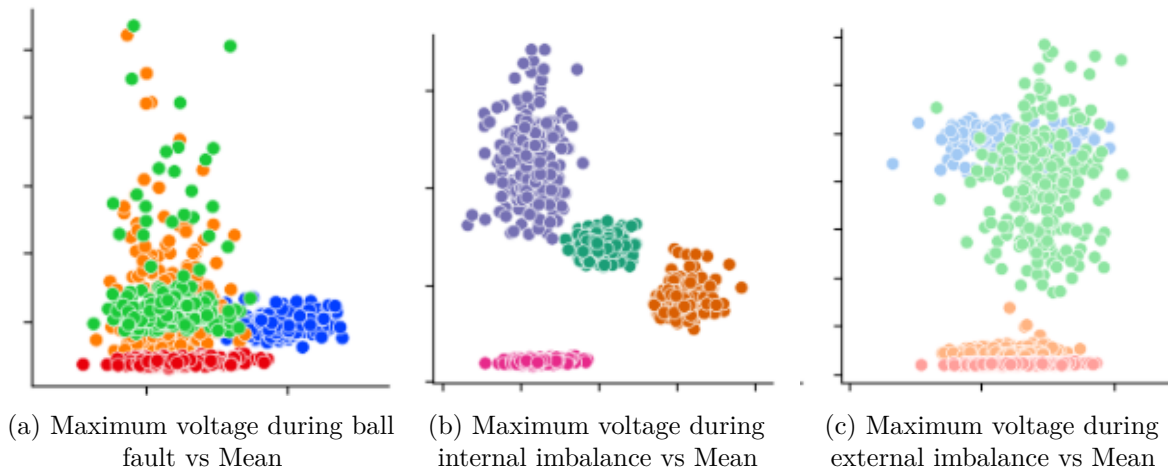 (a) Maximum voltage during ball
fault vs Mean
(b) Maximum voltage during
internal imbalance vs Mean
(c) Maximum voltage during
external imbalance vs Mean